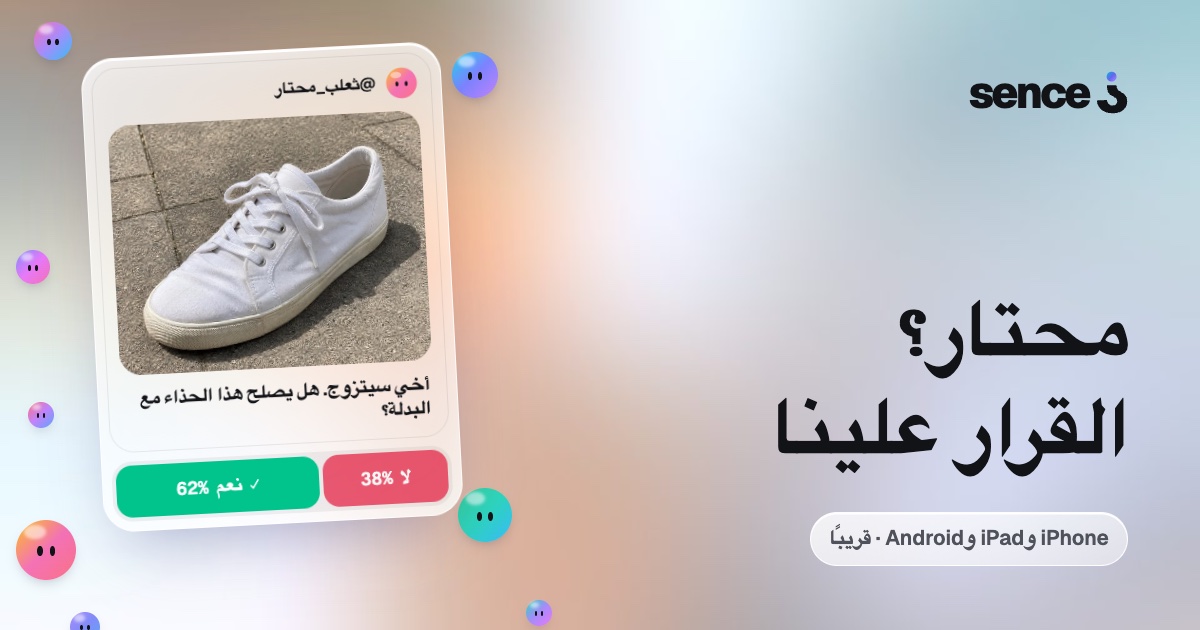 sence
@ثعلب_محتار
أخي سيتزوج. هل يصلح هذا الحذاء مع
البدلة؟
لا 38%
✓ نعم 62%
محتار؟
القرار علينا
iPhone وiPad وAndroid · قريبًا